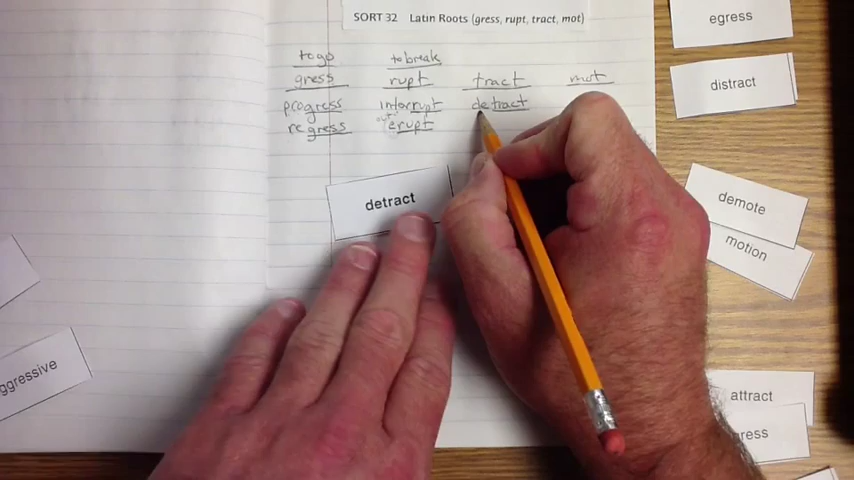 SORT 32 Latin Roots (gress, rupt, tract, mot)
to go to break
gress rupt tract mot
progress interrupt detract
regress erupt
detract
egress
distract
demote
motion
attract
gress
ggressive